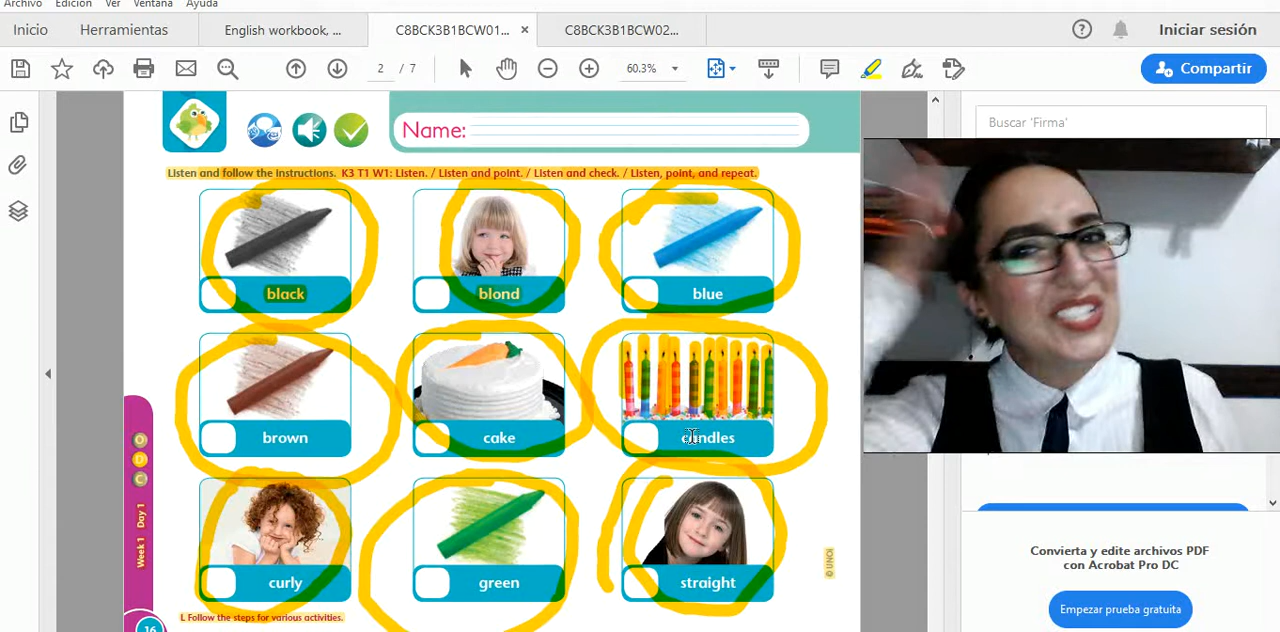 Archivo Edición Ver Ventana Ayuda
Inicio Herramientas English workbook, ... C8BCK3B1BCW01... × C8BCK3B1BCW02... Iniciar sesión
2 / 7 60.3% Compartir
Buscar 'Firma'
Name:
Listen and follow the instructions. K3 T1 W1: Listen. / Listen and point. / Listen and check. / Listen, point, and repeat.
black blond blue
brown cake candles
curly green straight
O
D
C
Week 1 Day 1
© UNOi
1. Follow the steps for various activities.
16
Convierta y edite archivos PDF
con Acrobat Pro DC
Empezar prueba gratuita